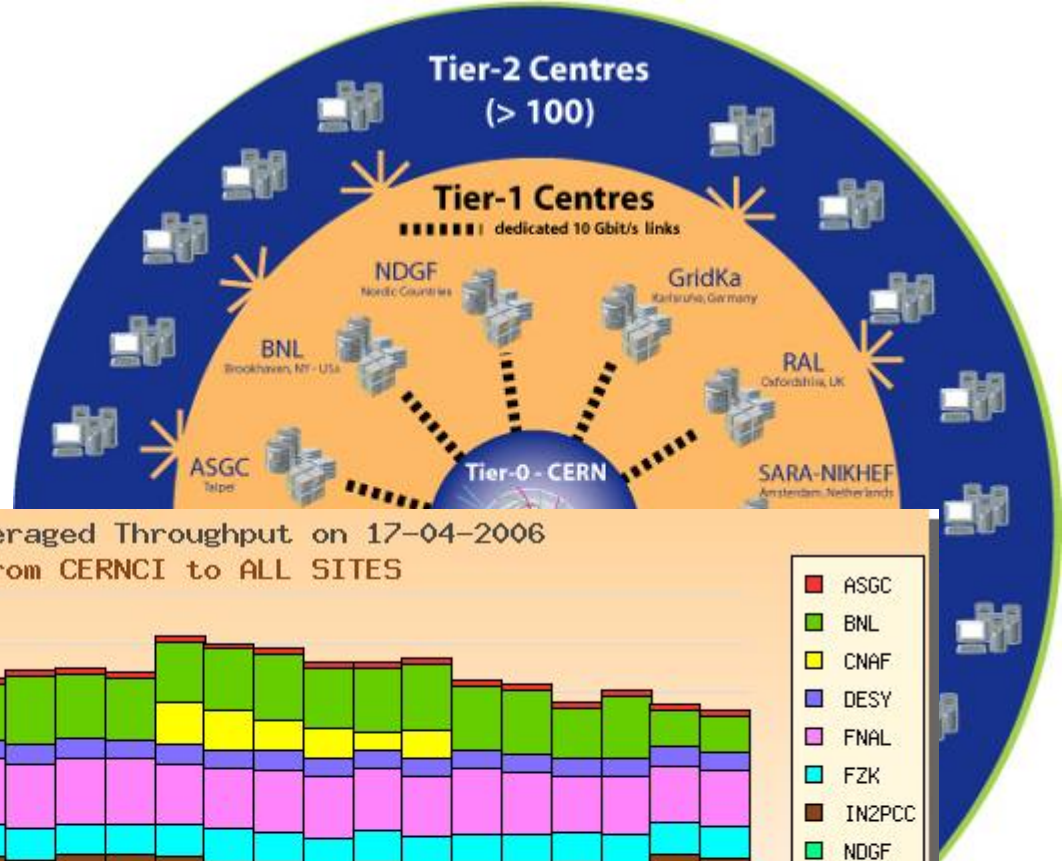 Tier-2 Centres
(> 100)
Tier-1 Centres
dedicated 10 Gbit/s links
NDGF
Nordic Countries
GridKa
Karlsruhe, Germany
BNL
Brookhaven, NY - USA
RAL
Oxfordshire, UK
ASGC
Taipei
Tier-0 - CERN
SARA-NIKHEF
Amsterdam, Netherlands
eraged Throughput on 17-04-2006
rom CERNCI to ALL SITES
ASGC
BNL
CNAF
DESY
FNAL
FZK
IN2PCC
NDGF